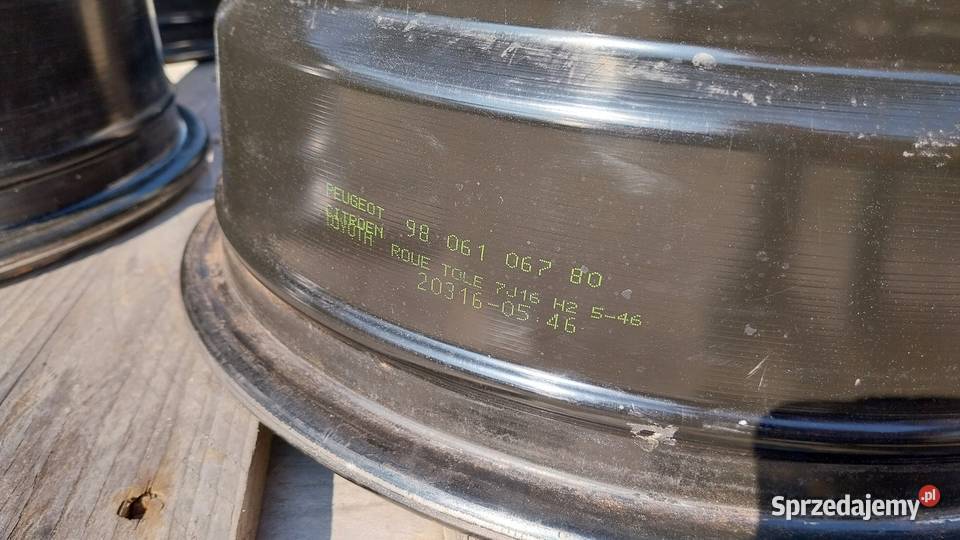 PEUGEOT
CITROEN
TOYOTA
98 061 067 80
ROUE TOLE 7J16 H2 5-46
20316-05 46
Sprzedajemy.pl